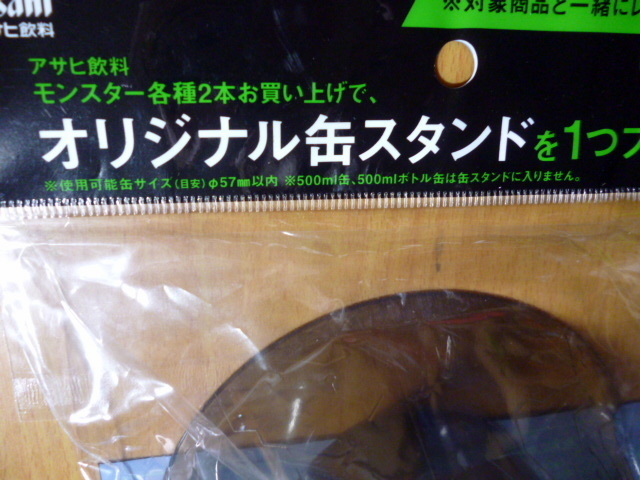 アサヒ飲料
※対象商品と一緒にレ
アサヒ飲料
モンスター各種2本お買い上げで、
オリジナル缶スタンドを1つ
※使用可能缶サイズ(目安)φ57mm以内 ※500ml缶、500mlボトル缶は缶スタンドに入りません。